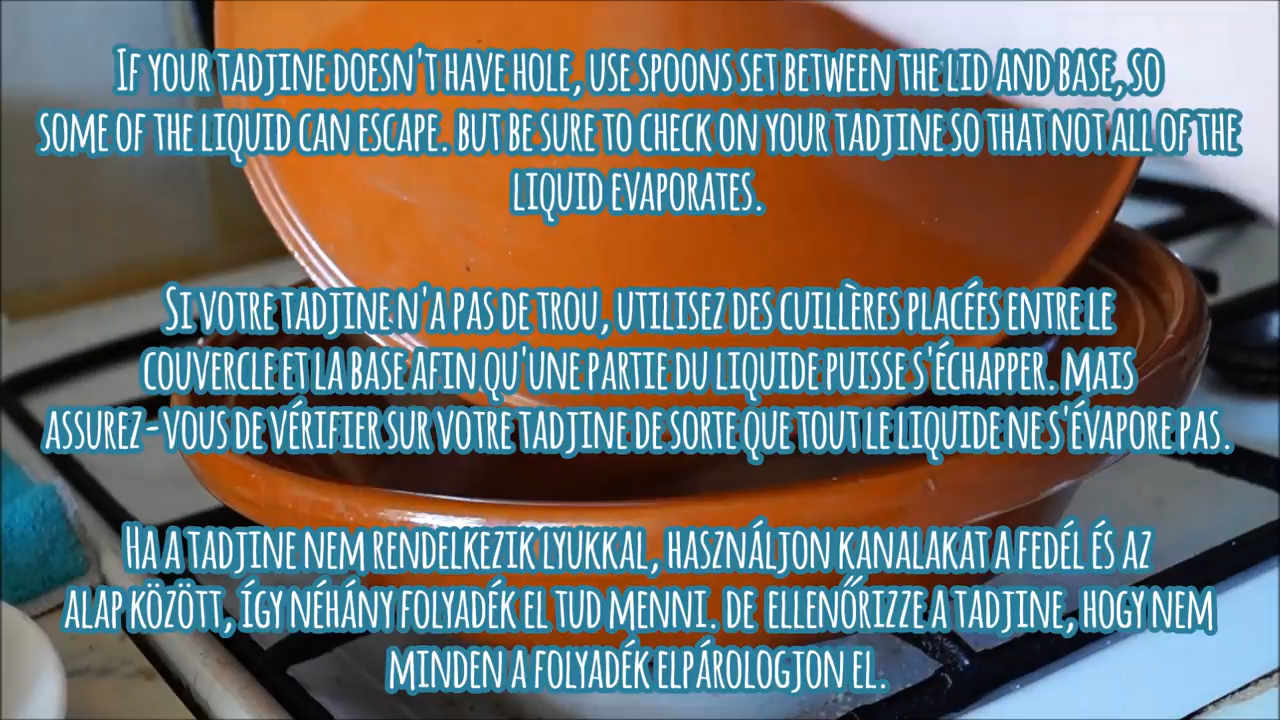 If your tadjine doesn't have hole, use spoons set between the lid and base, so
some of the liquid can escape. but be sure to check on your tadjine so that not all of the
liquid evaporates.
Si votre tadjine n'a pas de trou, utilisez des cuillères placées entre le
couvercle et la base afin qu'une partie du liquide puisse s'échapper. mais
assurez-vous de vérifier sur votre tadjine de sorte que tout le liquide ne s'évapore pas.
Ha a tadjine nem rendelkezik lyukkal, használjon kanalakat a fedél és az
alap között, így néhány folyadék el tud menni. de ellenőrizze a tadjine, hogy nem
minden a folyadék elpárologjon el.